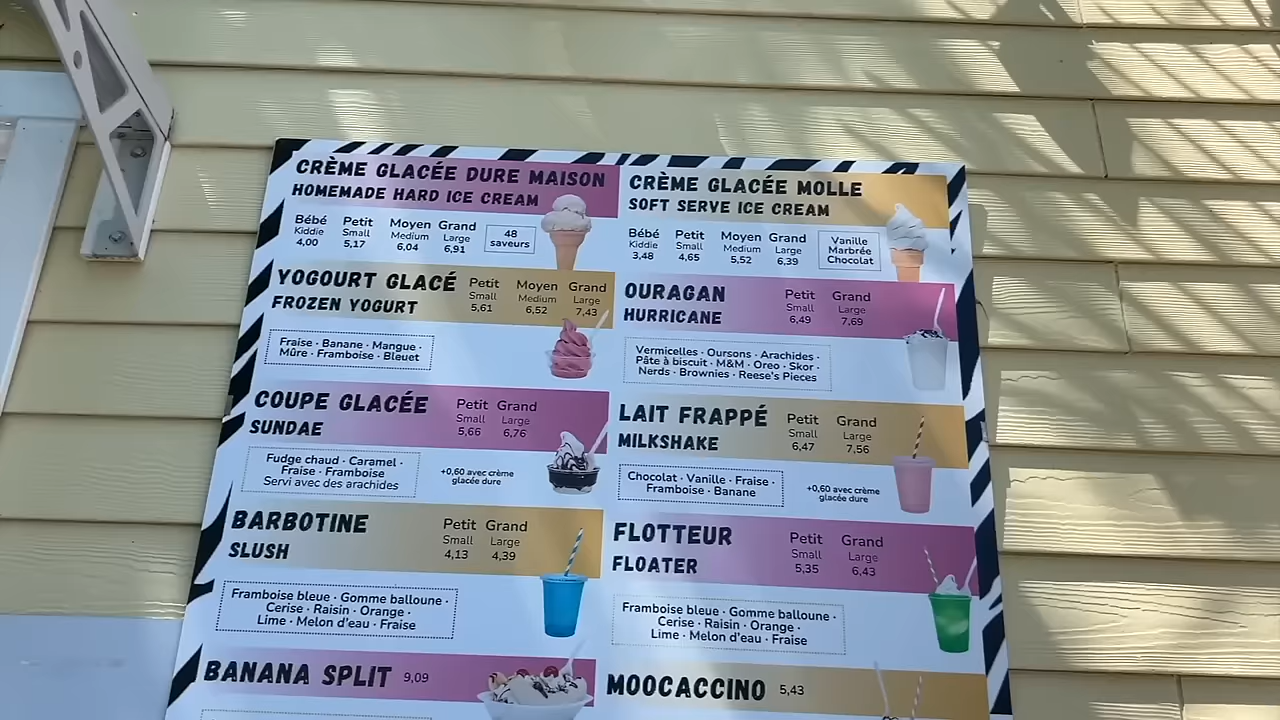 CRÈME GLACÉE DURE MAISON
HOMEMADE HARD ICE CREAM
Bébé Petit Moyen Grand
Kiddie Small Medium Large
4,00 5,17 6,04 6,91
48
saveurs
CRÈME GLACÉE MOLLE
SOFT SERVE ICE CREAM
Bébé Petit Moyen Grand
Kiddie Small Medium Large
3,48 4,65 5,52 6,39
Vanille
Marbrée
Chocolat
YOGOURT GLACÉ
FROZEN YOGURT
Petit Moyen Grand
Small Medium Large
5,61 6,52 7,43
Fraise · Banane · Mangue ·
Mûre · Framboise · Bleuet
OURAGAN
HURRICANE
Petit Grand
Small Large
6,49 7,69
Vermicelles · Oursons · Arachides ·
Pâte à biscuit · M&M · Oreo · Skor ·
Nerds · Brownies · Reese's Pieces
COUPE GLACÉE
SUNDAE
Petit Grand
Small Large
5,66 6,76
Fudge chaud · Caramel ·
Fraise · Framboise
Servi avec des arachides
+0,60 avec crème
glacée dure
LAIT FRAPPÉ
MILKSHAKE
Petit Grand
Small Large
6,47 7,56
Chocolat · Vanille · Fraise ·
Framboise · Banane
+0,60 avec crème
glacée dure
BARBOTINE
SLUSH
Petit Grand
Small Large
4,13 4,39
Framboise bleue · Gomme balloune ·
Cerise · Raisin · Orange ·
Lime · Melon d'eau · Fraise
FLOTTEUR
FLOATER
Petit Grand
Small Large
5,35 6,43
Framboise bleue · Gomme balloune ·
Cerise · Raisin · Orange ·
Lime · Melon d'eau · Fraise
BANANA SPLIT 9,09
MOOCACCINO 5,43